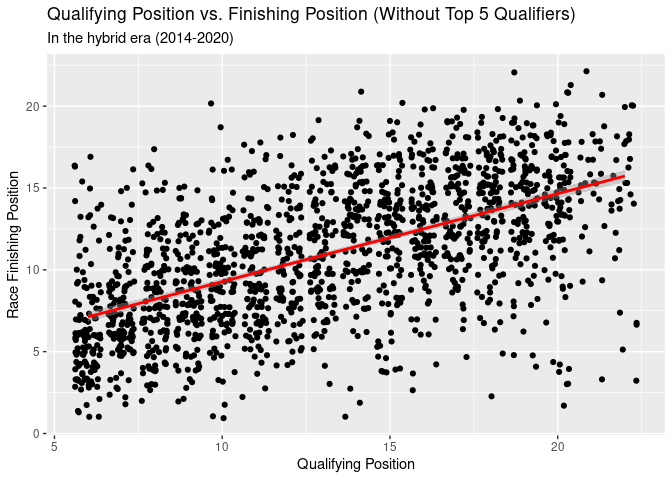 Qualifying Position vs. Finishing Position (Without Top 5 Qualifiers)
In the hybrid era (2014-2020)
Race Finishing Position
20
15
10
5
0
5 10 15 20
Qualifying Position